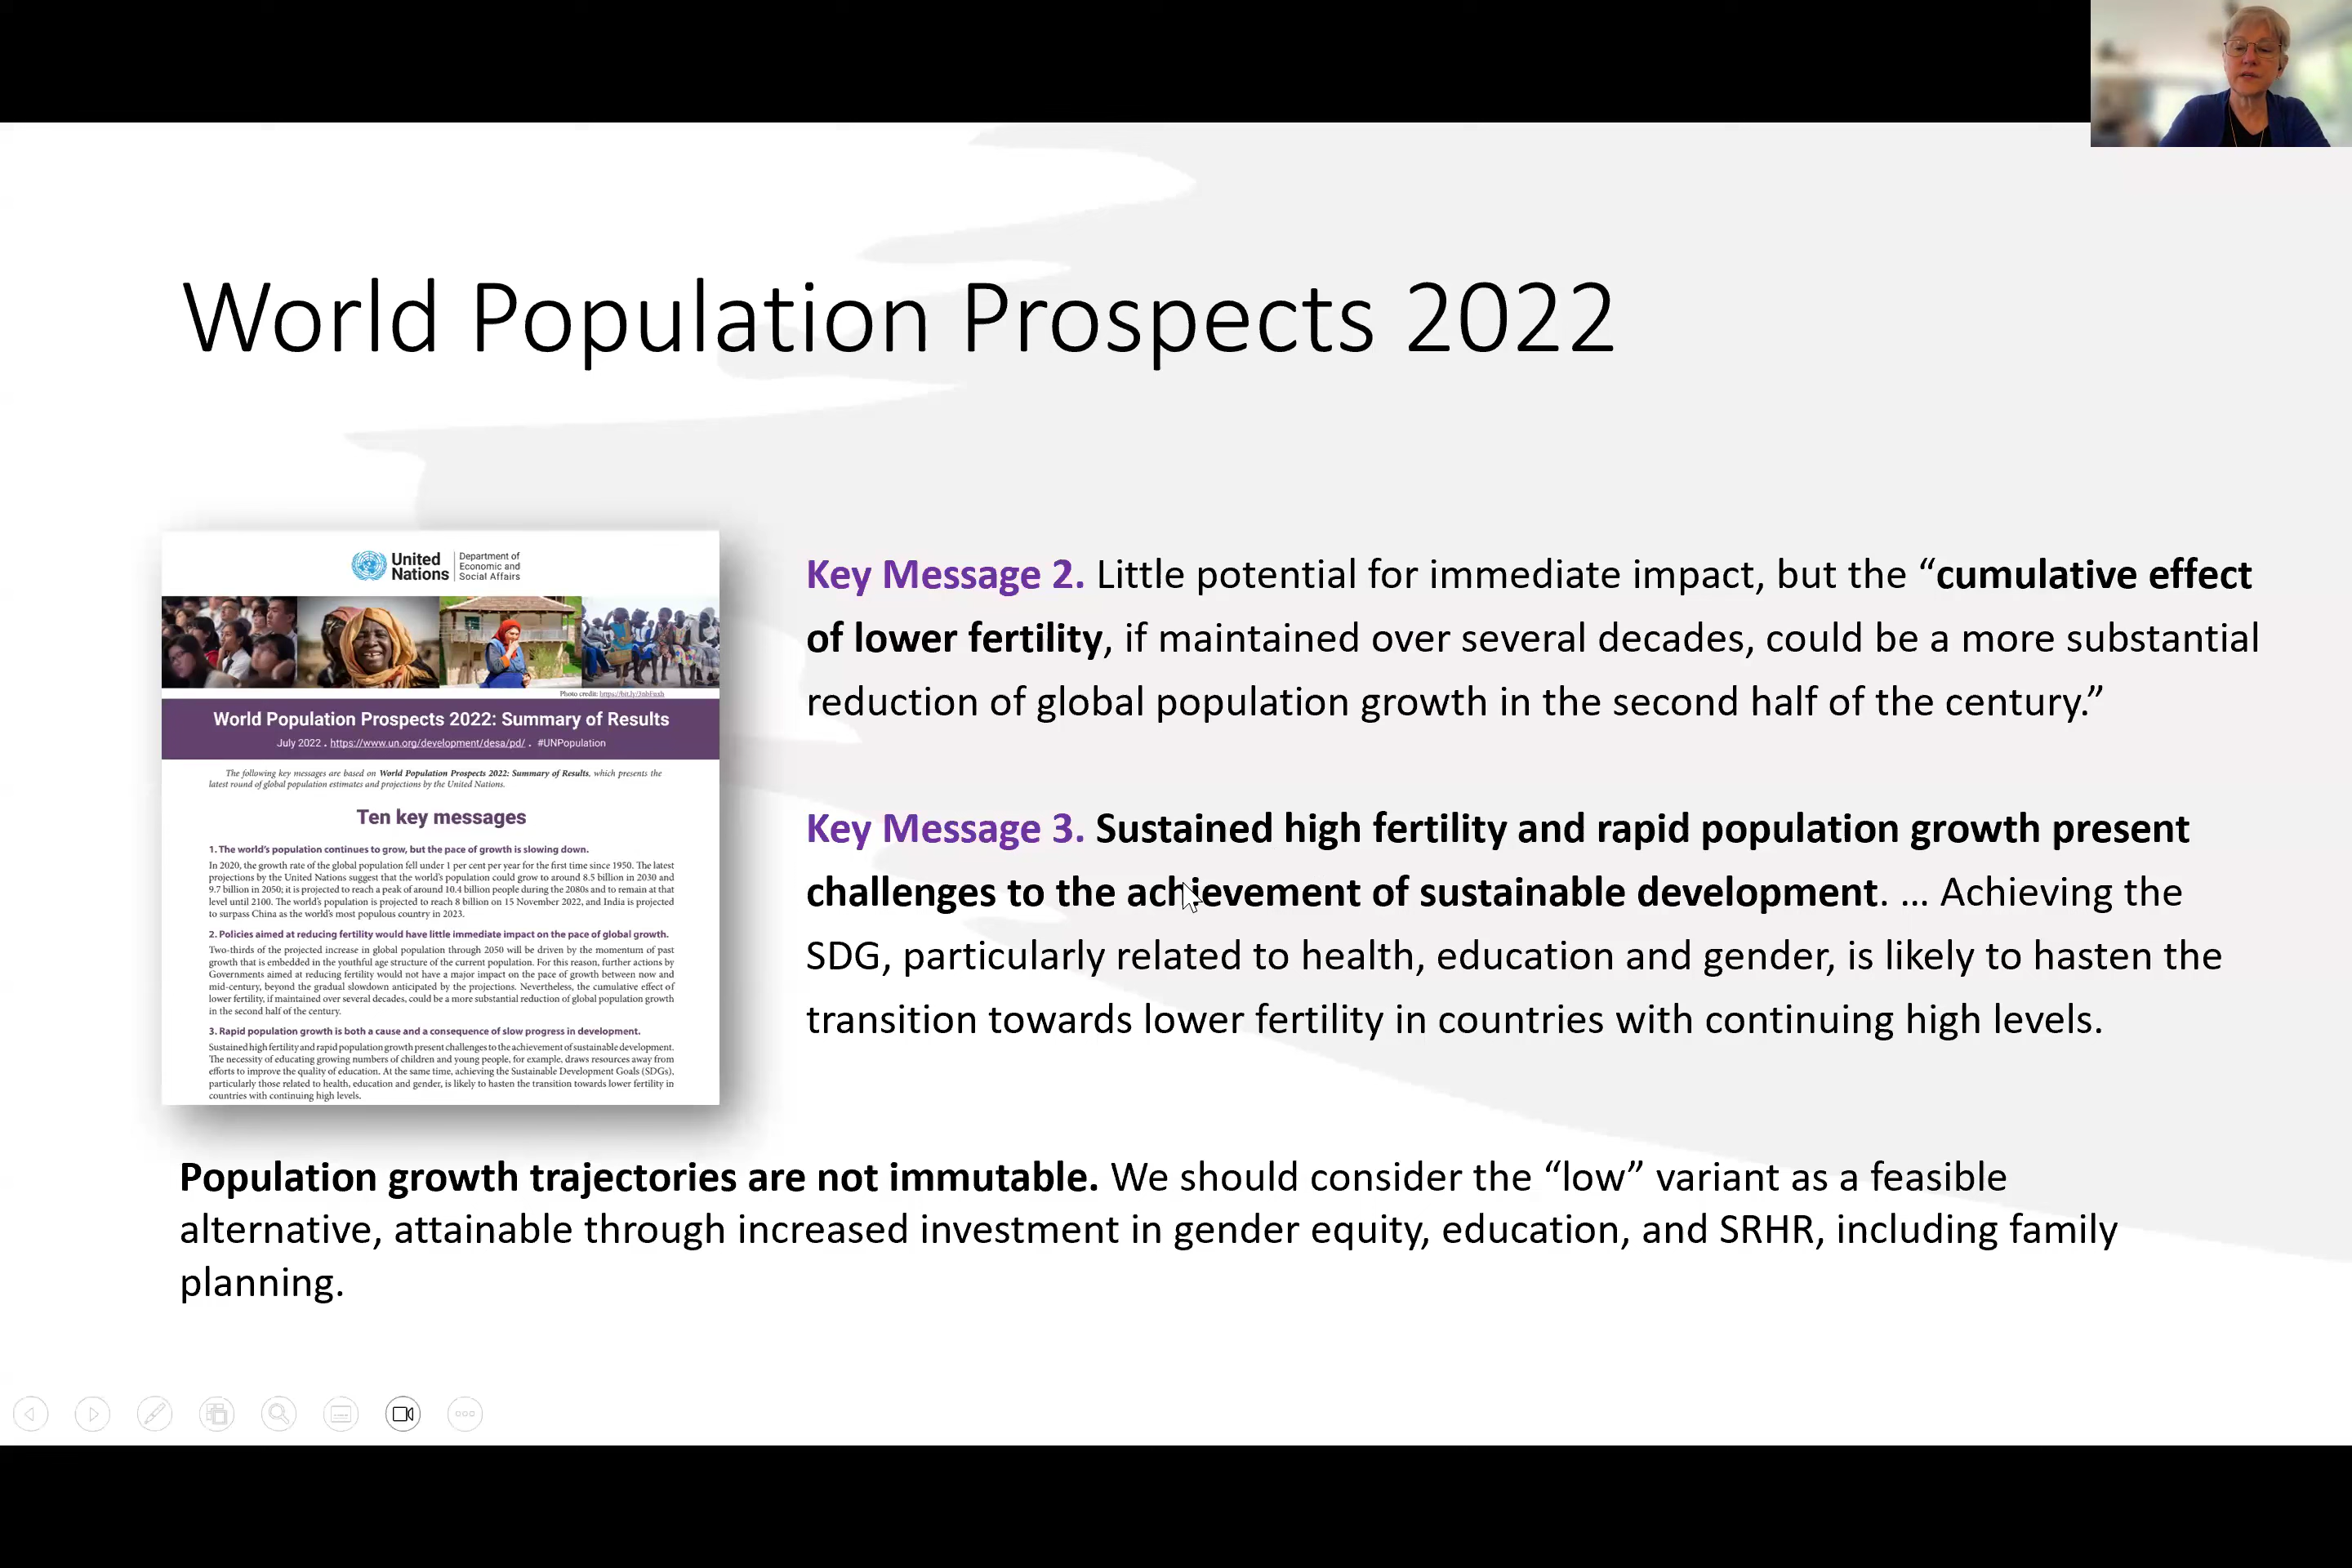 World Population Prospects 2022
United Nations
Department of
Economic and
Social Affairs
Photo credit: https://bit.ly/
World Population Prospects 2022: Summary of Results
July 2022 . https://www.un.org/development/desa/pd/ . #UNPopulation
The following key messages are based on World Population Prospects 2022: Summary of Results, which presents the
latest round of global population estimates and projections by the United Nations.
Ten key messages
1. The world's population continues to grow, but the pace of growth is slowing down.
In 2020, the growth rate of the global population fell under 1 per cent per year for the first time since 1950. The latest
projections by the United Nations suggest that the world's population could grow to around 8.5 billion in 2030 and
9.7 billion in 2050; it is projected to reach a peak of around 10.4 billion people during the 2080s and to remain at that
level until 2100. The world's population is projected to reach 8 billion on 15 November 2022, and India is projected
to surpass China as the world's most populous country in 2023.
2. Policies aimed at reducing fertility would have little immediate impact on the pace of global growth.
Two-thirds of the projected increase in global population through 2050 will be driven by the momentum of past
growth that is embedded in the youthful age structure of the current population. For this reason, further actions by
Governments aimed at reducing fertility would not have a major impact on the pace of growth between now and
mid-century, beyond the gradual slowdown anticipated by the projections. Nevertheless, the cumulative effect of
lower fertility, if maintained over several decades, could be a more substantial reduction of global population growth
in the second half of the century.
3. Rapid population growth is both a cause and a consequence of slow progress in development.
Sustained high fertility and rapid population growth present challenges to the achievement of sustainable development.
The necessity of educating growing numbers of children and young people, for example, draws resources away from
efforts to improve the quality of education. At the same time, achieving the Sustainable Development Goals (SDGs),
particularly those related to health, education and gender, is likely to hasten the transition towards lower fertility in
countries with continuing high levels.
Key Message 2. Little potential for immediate impact, but the “cumulative effect
of lower fertility, if maintained over several decades, could be a more substantial
reduction of global population growth in the second half of the century.”
Key Message 3. Sustained high fertility and rapid population growth present
challenges to the achievement of sustainable development. ... Achieving the
SDG, particularly related to health, education and gender, is likely to hasten the
transition towards lower fertility in countries with continuing high levels.
Population growth trajectories are not immutable. We should consider the “low” variant as a feasible
alternative, attainable through increased investment in gender equity, education, and SRHR, including family
planning.